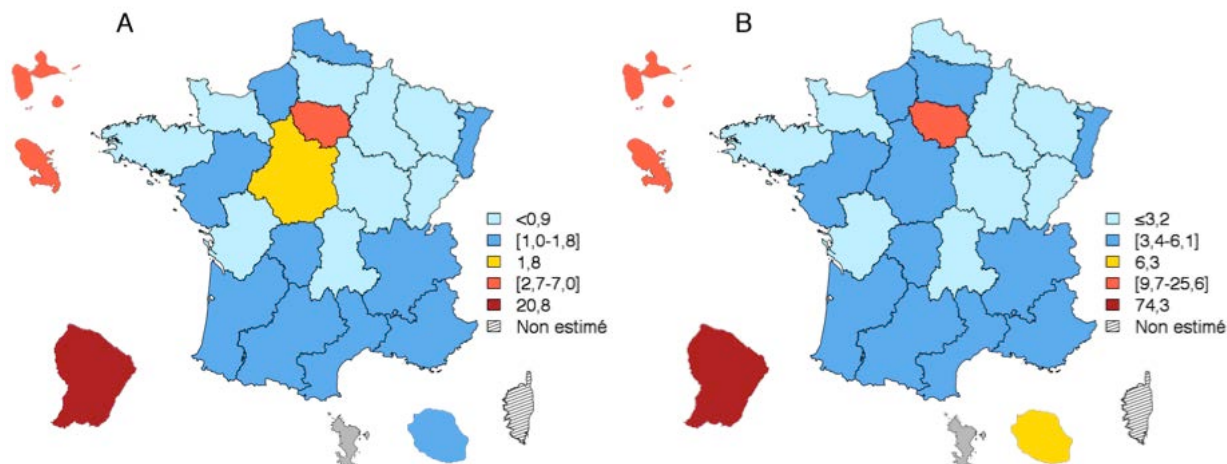 A
<0,9
[1,0-1,8]
1,8
[2,7-7,0]
20,8
Non estimé
B
≤3,2
[3,4-6,1]
6,3
[9,7-25,6]
74,3
Non estimé